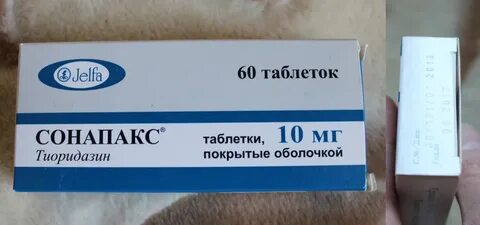 Jelfa
60 таблеток
СОНАПАКС®
Тиоридазин
таблетки, 10 мг
покрытые оболочкой